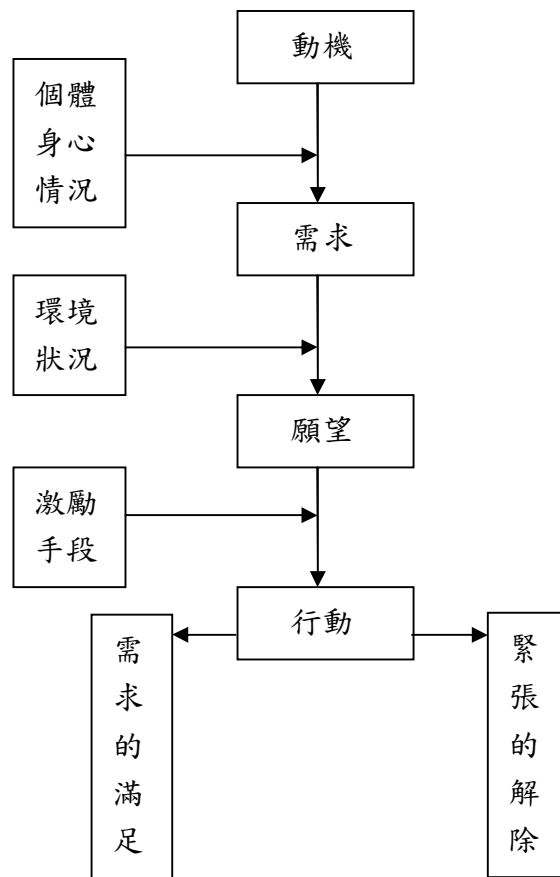 動機
個體
身心
情況
需求
環境
狀況
願望
激勵
手段
行動
需
求
的
滿
足
緊
張
的
解
除